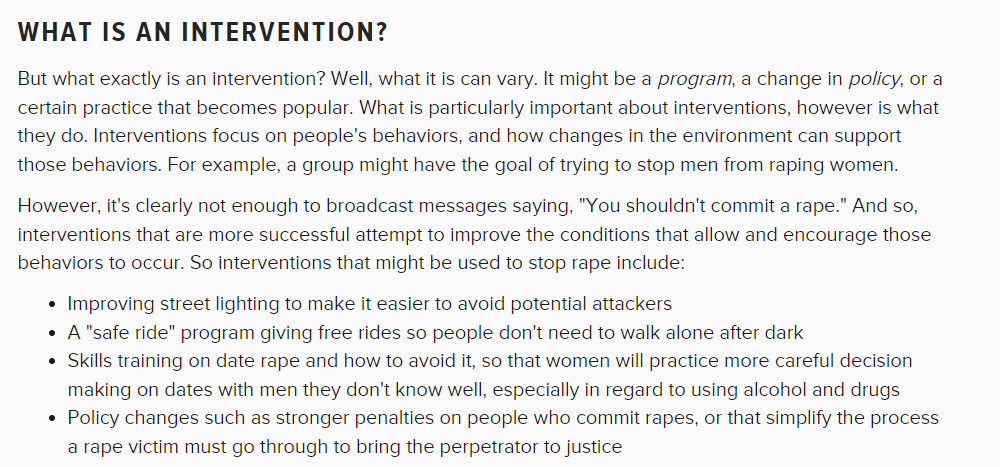 WHAT IS AN INTERVENTION?
But what exactly is an intervention? Well, what it is can vary. It might be a program, a change in policy, or a
certain practice that becomes popular. What is particularly important about interventions, however is what
they do. Interventions focus on people's behaviors, and how changes in the environment can support
those behaviors. For example, a group might have the goal of trying to stop men from raping women.
However, it's clearly not enough to broadcast messages saying, "You shouldn't commit a rape." And so,
interventions that are more successful attempt to improve the conditions that allow and encourage those
behaviors to occur. So interventions that might be used to stop rape include:
• Improving street lighting to make it easier to avoid potential attackers
• A "safe ride" program giving free rides so people don't need to walk alone after dark
• Skills training on date rape and how to avoid it, so that women will practice more careful decision
making on dates with men they don't know well, especially in regard to using alcohol and drugs
• Policy changes such as stronger penalties on people who commit rapes, or that simplify the process
a rape victim must go through to bring the perpetrator to justice